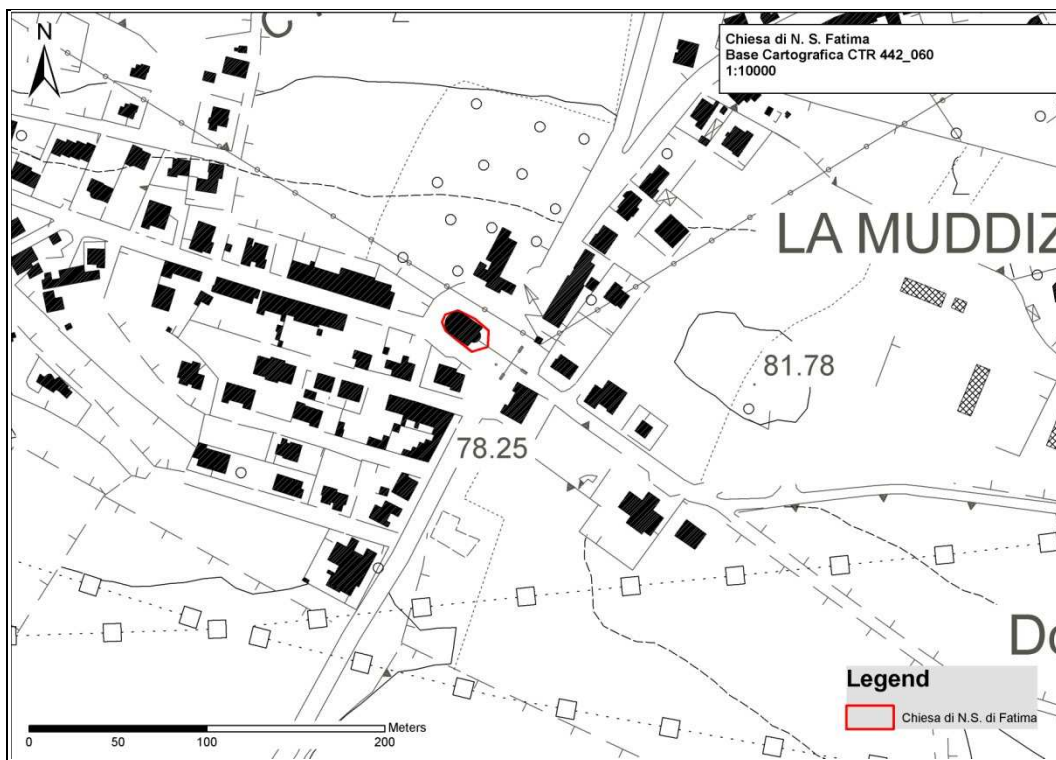 N
Chiesa di N. S. Fatima
Base Cartografica CTR 442_060
1:10000
LA MUDDIZ
81.78
78.25
Do
Legend
Chiesa di N.S. di Fatima
Meters
0 50 100 200